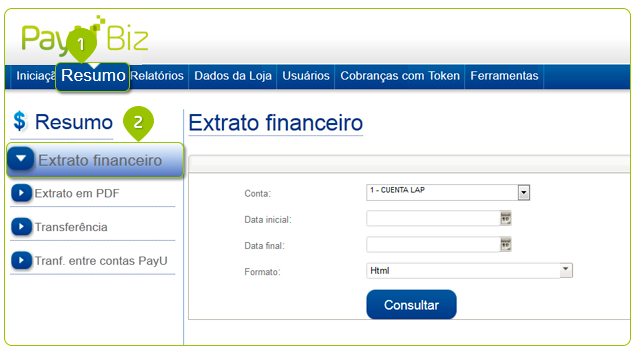 PayU Biz
1
Iniciaçã Resumo Relatórios Dados da Loja Usuários Cobranças com Token Ferramentas
$ Resumo 2
Extrato financeiro
Extrato em PDF
Transferência
Tranf. entre contas PayU
Extrato financeiro
Conta: 1 - CUENTA LAP
Data inicial:
Data final:
Formato: Html
Consultar